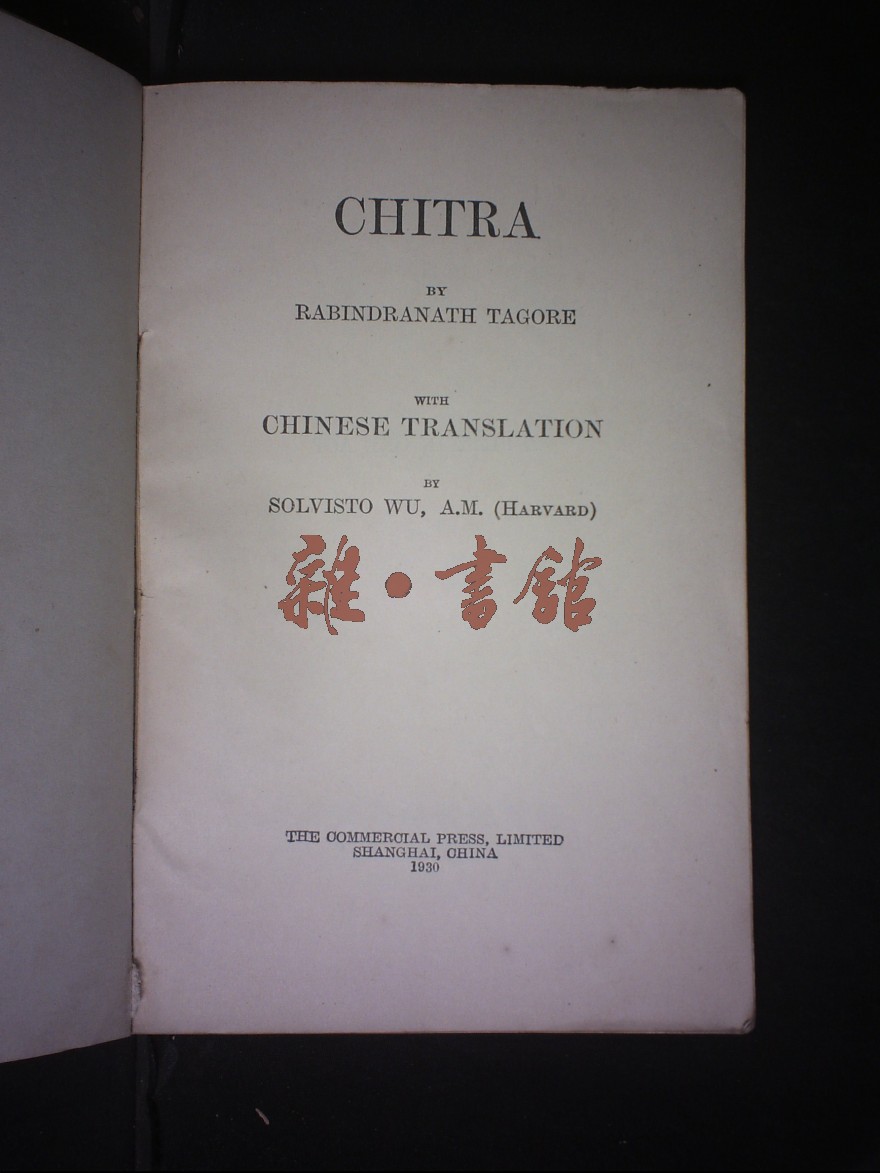 CHITRA
BY
RABINDRANATH TAGORE
WITH
CHINESE TRANSLATION
BY
SOLVISTO WU, A.M. (HARVARD)
雜·書館
THE COMMERCIAL PRESS, LIMITED
SHANGHAI, CHINA
1930